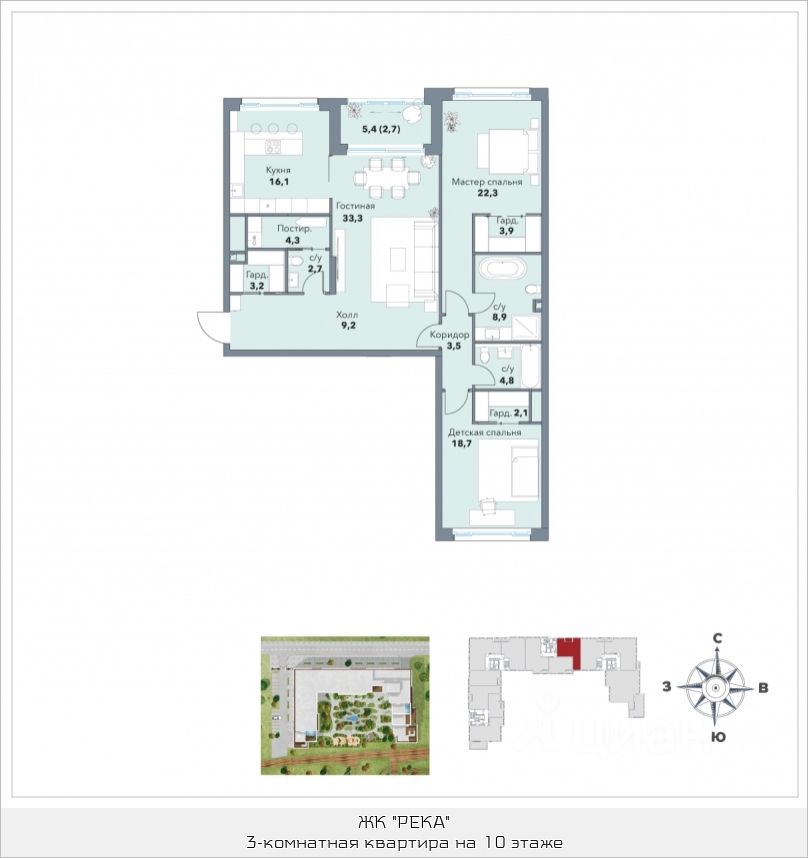 5,4 (2,7)
Кухня
16,1
Мастер спальня
22,3
Гостиная
33,3
Гард.
3,9
Постир.
4,3
с/у
2,7
Гард.
3,2
с/у
8,9
Холл
9,2
Коридор
3,5
с/у
4,8
Гард. 2,1
Детская спальня
18,7
С
З
В
Ю
циан
ЖК "РЕКА"
3-комнатная квартира на 10 этаже